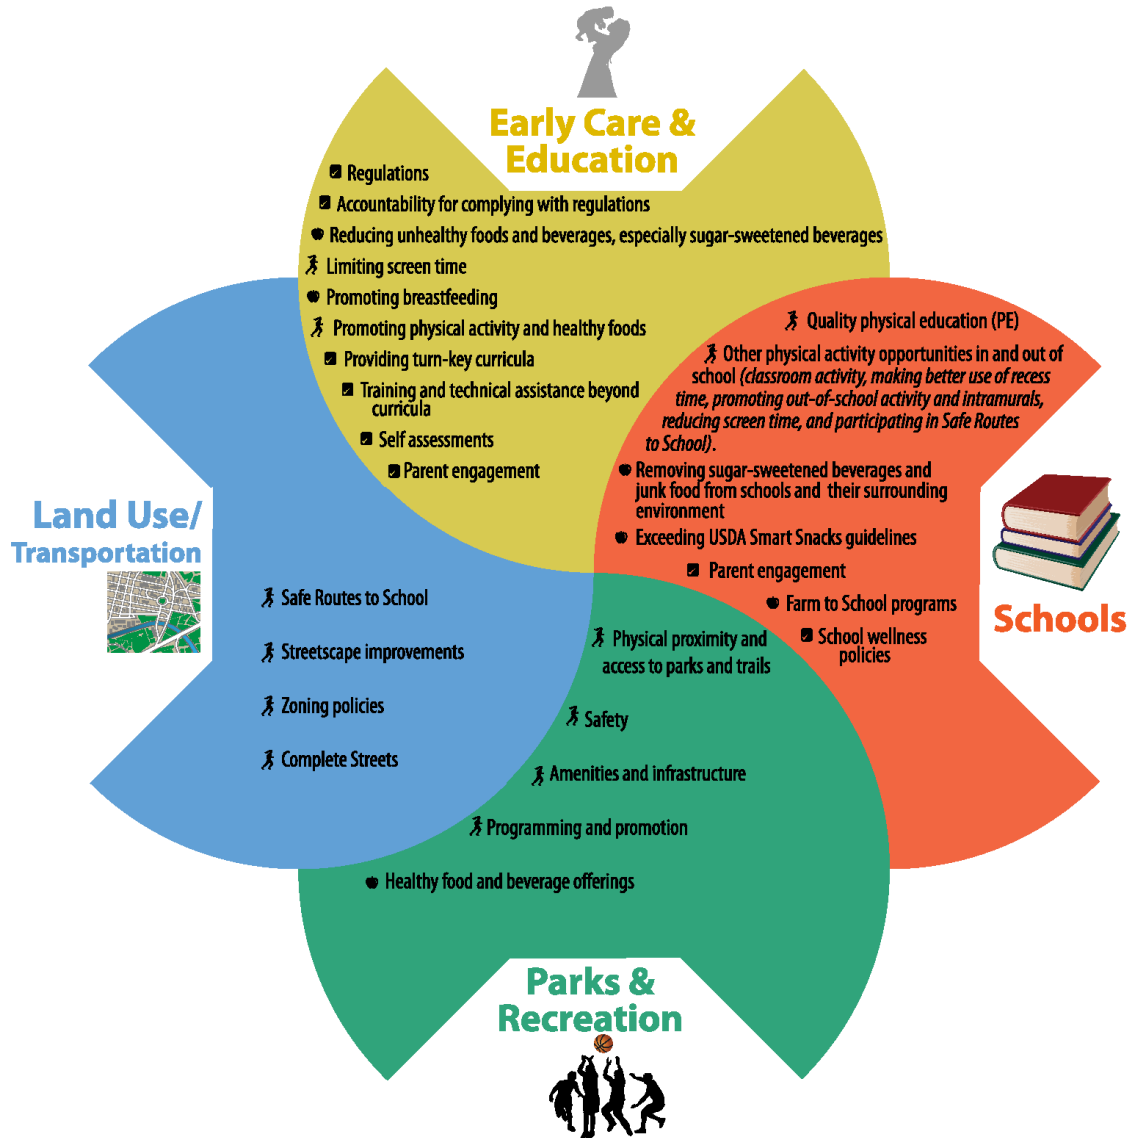 Early Care &
Education
Regulations
Accountability for complying with regulations
Reducing unhealthy foods and beverages, especially sugar-sweetened beverages
Limiting screen time
Promoting breastfeeding
Promoting physical activity and healthy foods
Providing turn-key curricula
Training and technical assistance beyond
curricula
Self assessments
Parent engagement
Quality physical education (PE)
Other physical activity opportunities in and out of
school (classroom activity, making better use of recess
time, promoting out-of-school activity and intramurals,
reducing screen time, and participating in Safe Routes
to School).
Removing sugar-sweetened beverages and
junk food from schools and their surrounding
environment
Exceeding USDA Smart Snacks guidelines
Parent engagement
Farm to School programs
School wellness
policies
Schools
Land Use/
Transportation
Safe Routes to School
Streetscape improvements
Zoning policies
Complete Streets
Physical proximity and
access to parks and trails
Safety
Amenities and infrastructure
Programming and promotion
Healthy food and beverage offerings
Parks &
Recreation